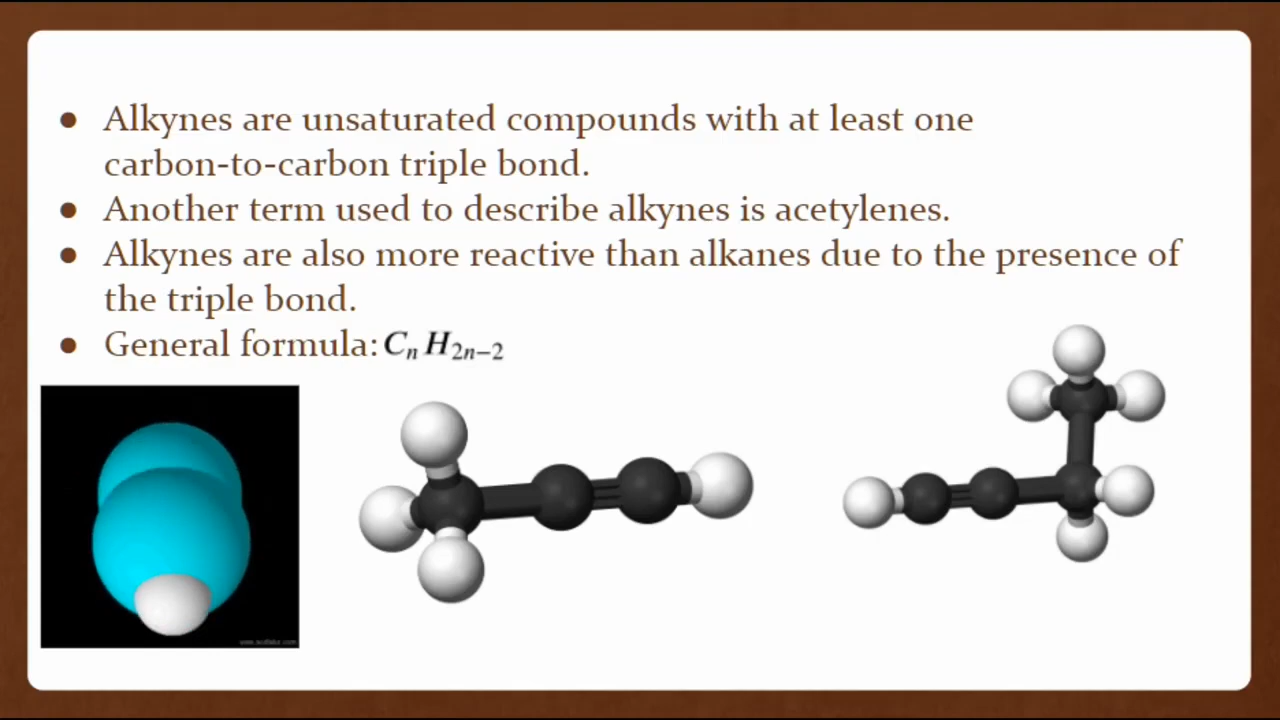 ● Alkynes are unsaturated compounds with at least one
carbon-to-carbon triple bond.
● Another term used to describe alkynes is acetylenes.
● Alkynes are also more reactive than alkanes due to the presence of
the triple bond.
● General formula: CₙH₂ₙ₋₂